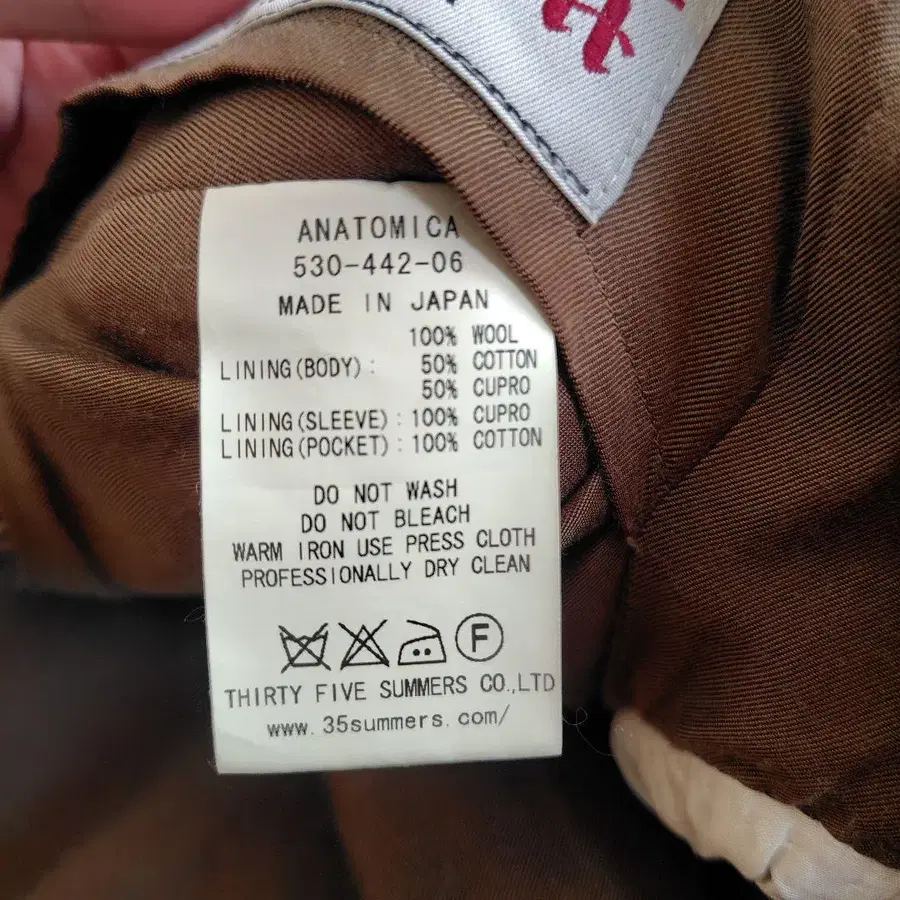 ANATOMICA
530-442-06
MADE IN JAPAN
100% WOOL
LINING(BODY): 50% COTTON
50% CUPRO
LINING(SLEEVE): 100% CUPRO
LINING(POCKET): 100% COTTON
DO NOT WASH
DO NOT BLEACH
WARM IRON USE PRESS CLOTH
PROFESSIONALLY DRY CLEAN
F
THIRTY FIVE SUMMERS CO.,LTD
www.35summers.com/